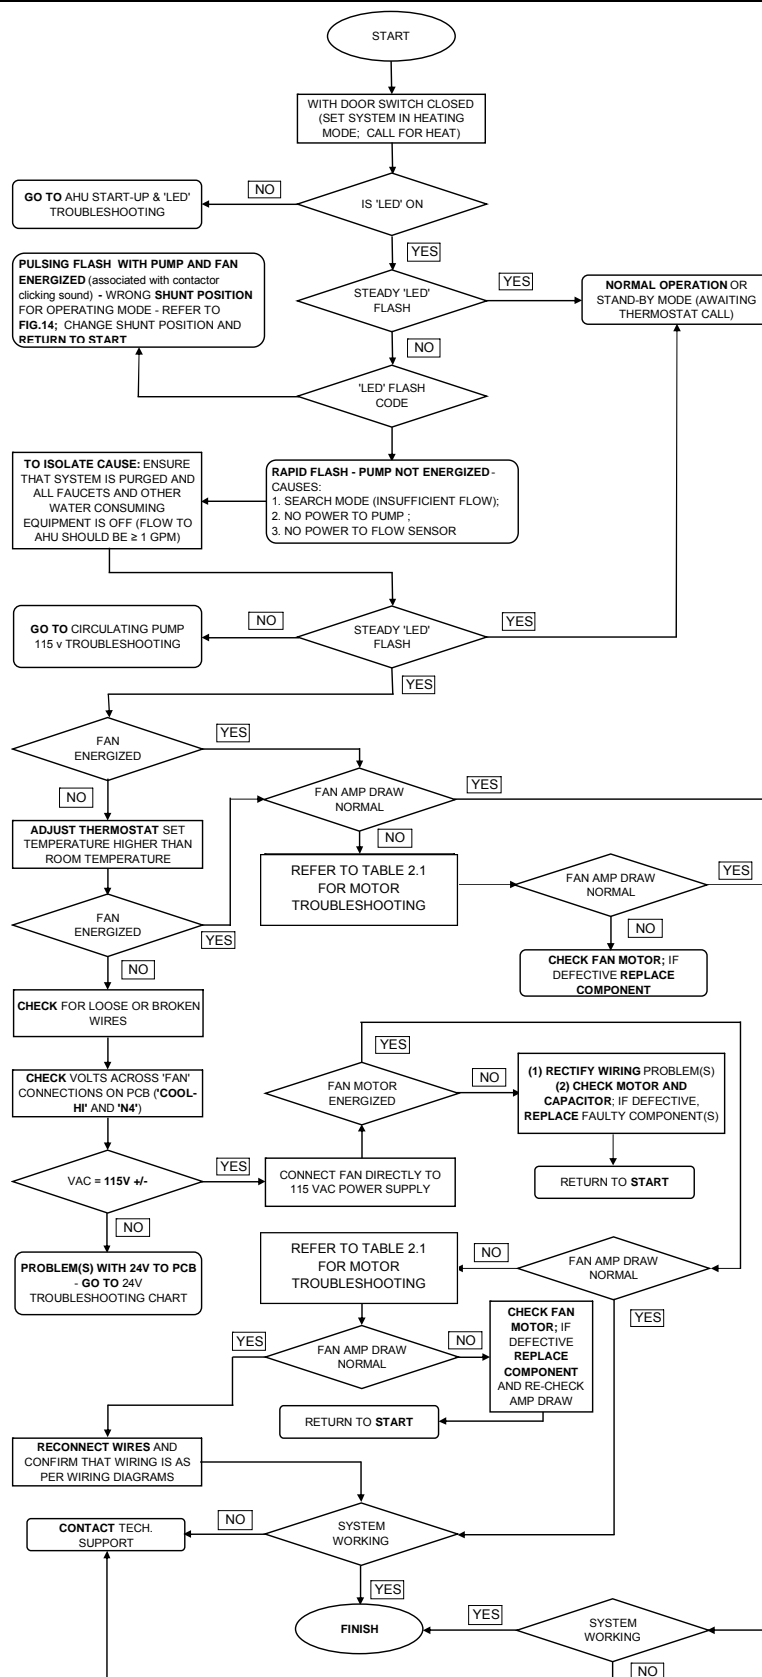 START
WITH DOOR SWITCH CLOSED
(SET SYSTEM IN HEATING
MODE; CALL FOR HEAT)
NO
GO TO AHU START-UP & 'LED'
TROUBLESHOOTING
IS 'LED' ON
YES
PULSING FLASH WITH PUMP AND FAN
ENERGIZED (associated with contactor
clicking sound) - WRONG SHUNT POSITION
FOR OPERATING MODE - REFER TO
FIG.14; CHANGE SHUNT POSITION AND
RETURN TO START
STEADY 'LED'
FLASH
YES
NORMAL OPERATION OR
STAND-BY MODE (AWAITING
THERMOSTAT CALL)
NO
'LED' FLASH
CODE
TO ISOLATE CAUSE: ENSURE
THAT SYSTEM IS PURGED AND
ALL FAUCETS AND OTHER
WATER CONSUMING
EQUIPMENT IS OFF (FLOW TO
AHU SHOULD BE ≥ 1 GPM)
RAPID FLASH - PUMP NOT ENERGIZED -
CAUSES:
1. SEARCH MODE (INSUFFICIENT FLOW);
2. NO POWER TO PUMP ;
3. NO POWER TO FLOW SENSOR
GO TO CIRCULATING PUMP
115 v TROUBLESHOOTING
NO
STEADY 'LED'
FLASH
YES
YES
FAN
ENERGIZED
YES
NO
FAN AMP DRAW
NORMAL
YES
NO
ADJUST THERMOSTAT SET
TEMPERATURE HIGHER THAN
ROOM TEMPERATURE
REFER TO TABLE 2.1
FOR MOTOR
TROUBLESHOOTING
FAN AMP DRAW
NORMAL
YES
NO
FAN
ENERGIZED
YES
NO
CHECK FAN MOTOR; IF
DEFECTIVE REPLACE
COMPONENT
CHECK FOR LOOSE OR BROKEN
WIRES
YES
CHECK VOLTS ACROSS 'FAN'
CONNECTIONS ON PCB ('COOL-
HI' AND 'N4')
FAN MOTOR
ENERGIZED
NO
(1) RECTIFY WIRING PROBLEM(S)
(2) CHECK MOTOR AND
CAPACITOR; IF DEFECTIVE,
REPLACE FAULTY COMPONENT(S)
VAC = 115V +/-
YES
CONNECT FAN DIRECTLY TO
115 VAC POWER SUPPLY
RETURN TO START
NO
PROBLEM(S) WITH 24V TO PCB
- GO TO 24V
TROUBLESHOOTING CHART
REFER TO TABLE 2.1
FOR MOTOR
TROUBLESHOOTING
NO
FAN AMP DRAW
NORMAL
YES
YES
FAN AMP DRAW
NORMAL
NO
CHECK FAN
MOTOR; IF
DEFECTIVE
REPLACE
COMPONENT
AND RE-CHECK
AMP DRAW
RETURN TO START
RECONNECT WIRES AND
CONFIRM THAT WIRING IS AS
PER WIRING DIAGRAMS
CONTACT TECH.
SUPPORT
NO
SYSTEM
WORKING
YES
FINISH
YES
SYSTEM
WORKING
NO